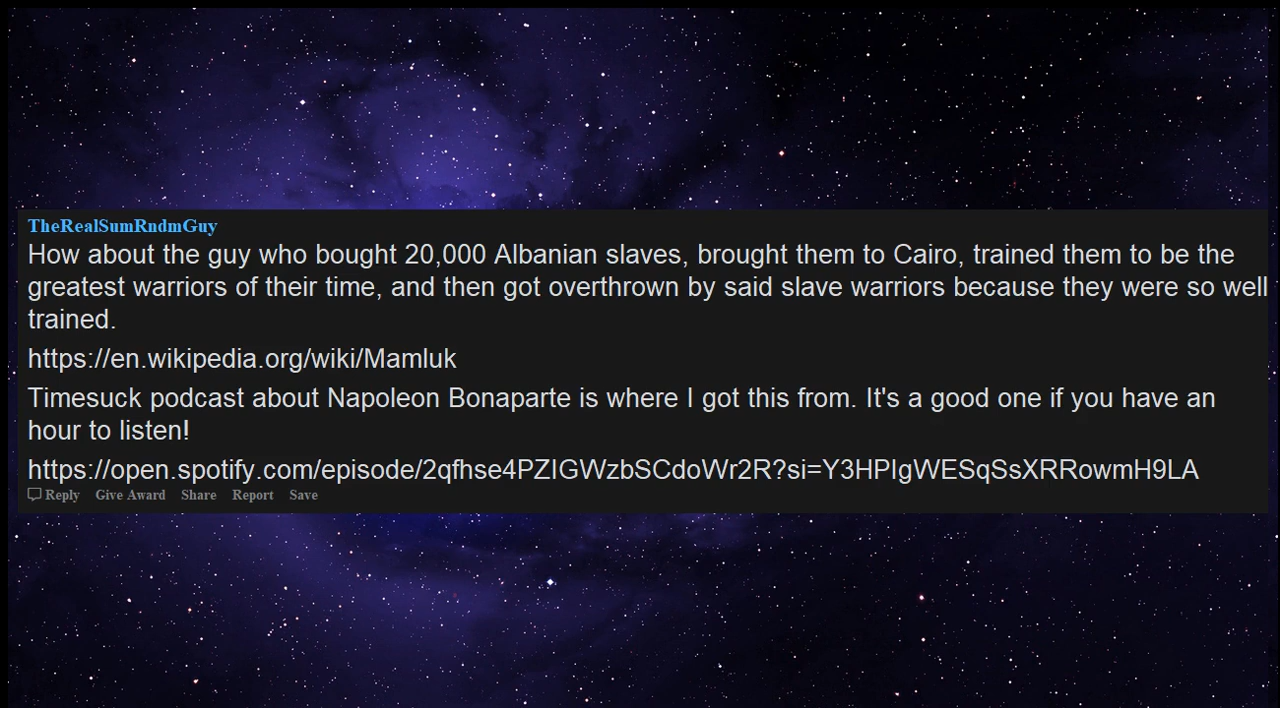 TheRealSumRndmGuy
How about the guy who bought 20,000 Albanian slaves, brought them to Cairo, trained them to be the
greatest warriors of their time, and then got overthrown by said slave warriors because they were so well
trained.
https://en.wikipedia.org/wiki/Mamluk
Timesuck podcast about Napoleon Bonaparte is where I got this from. It's a good one if you have an
hour to listen!
https://open.spotify.com/episode/2qfhse4PZIGWzbSCdoWr2R?si=Y3HPIgWESqSsXRRowmH9LA
Reply Give Award Share Report Save